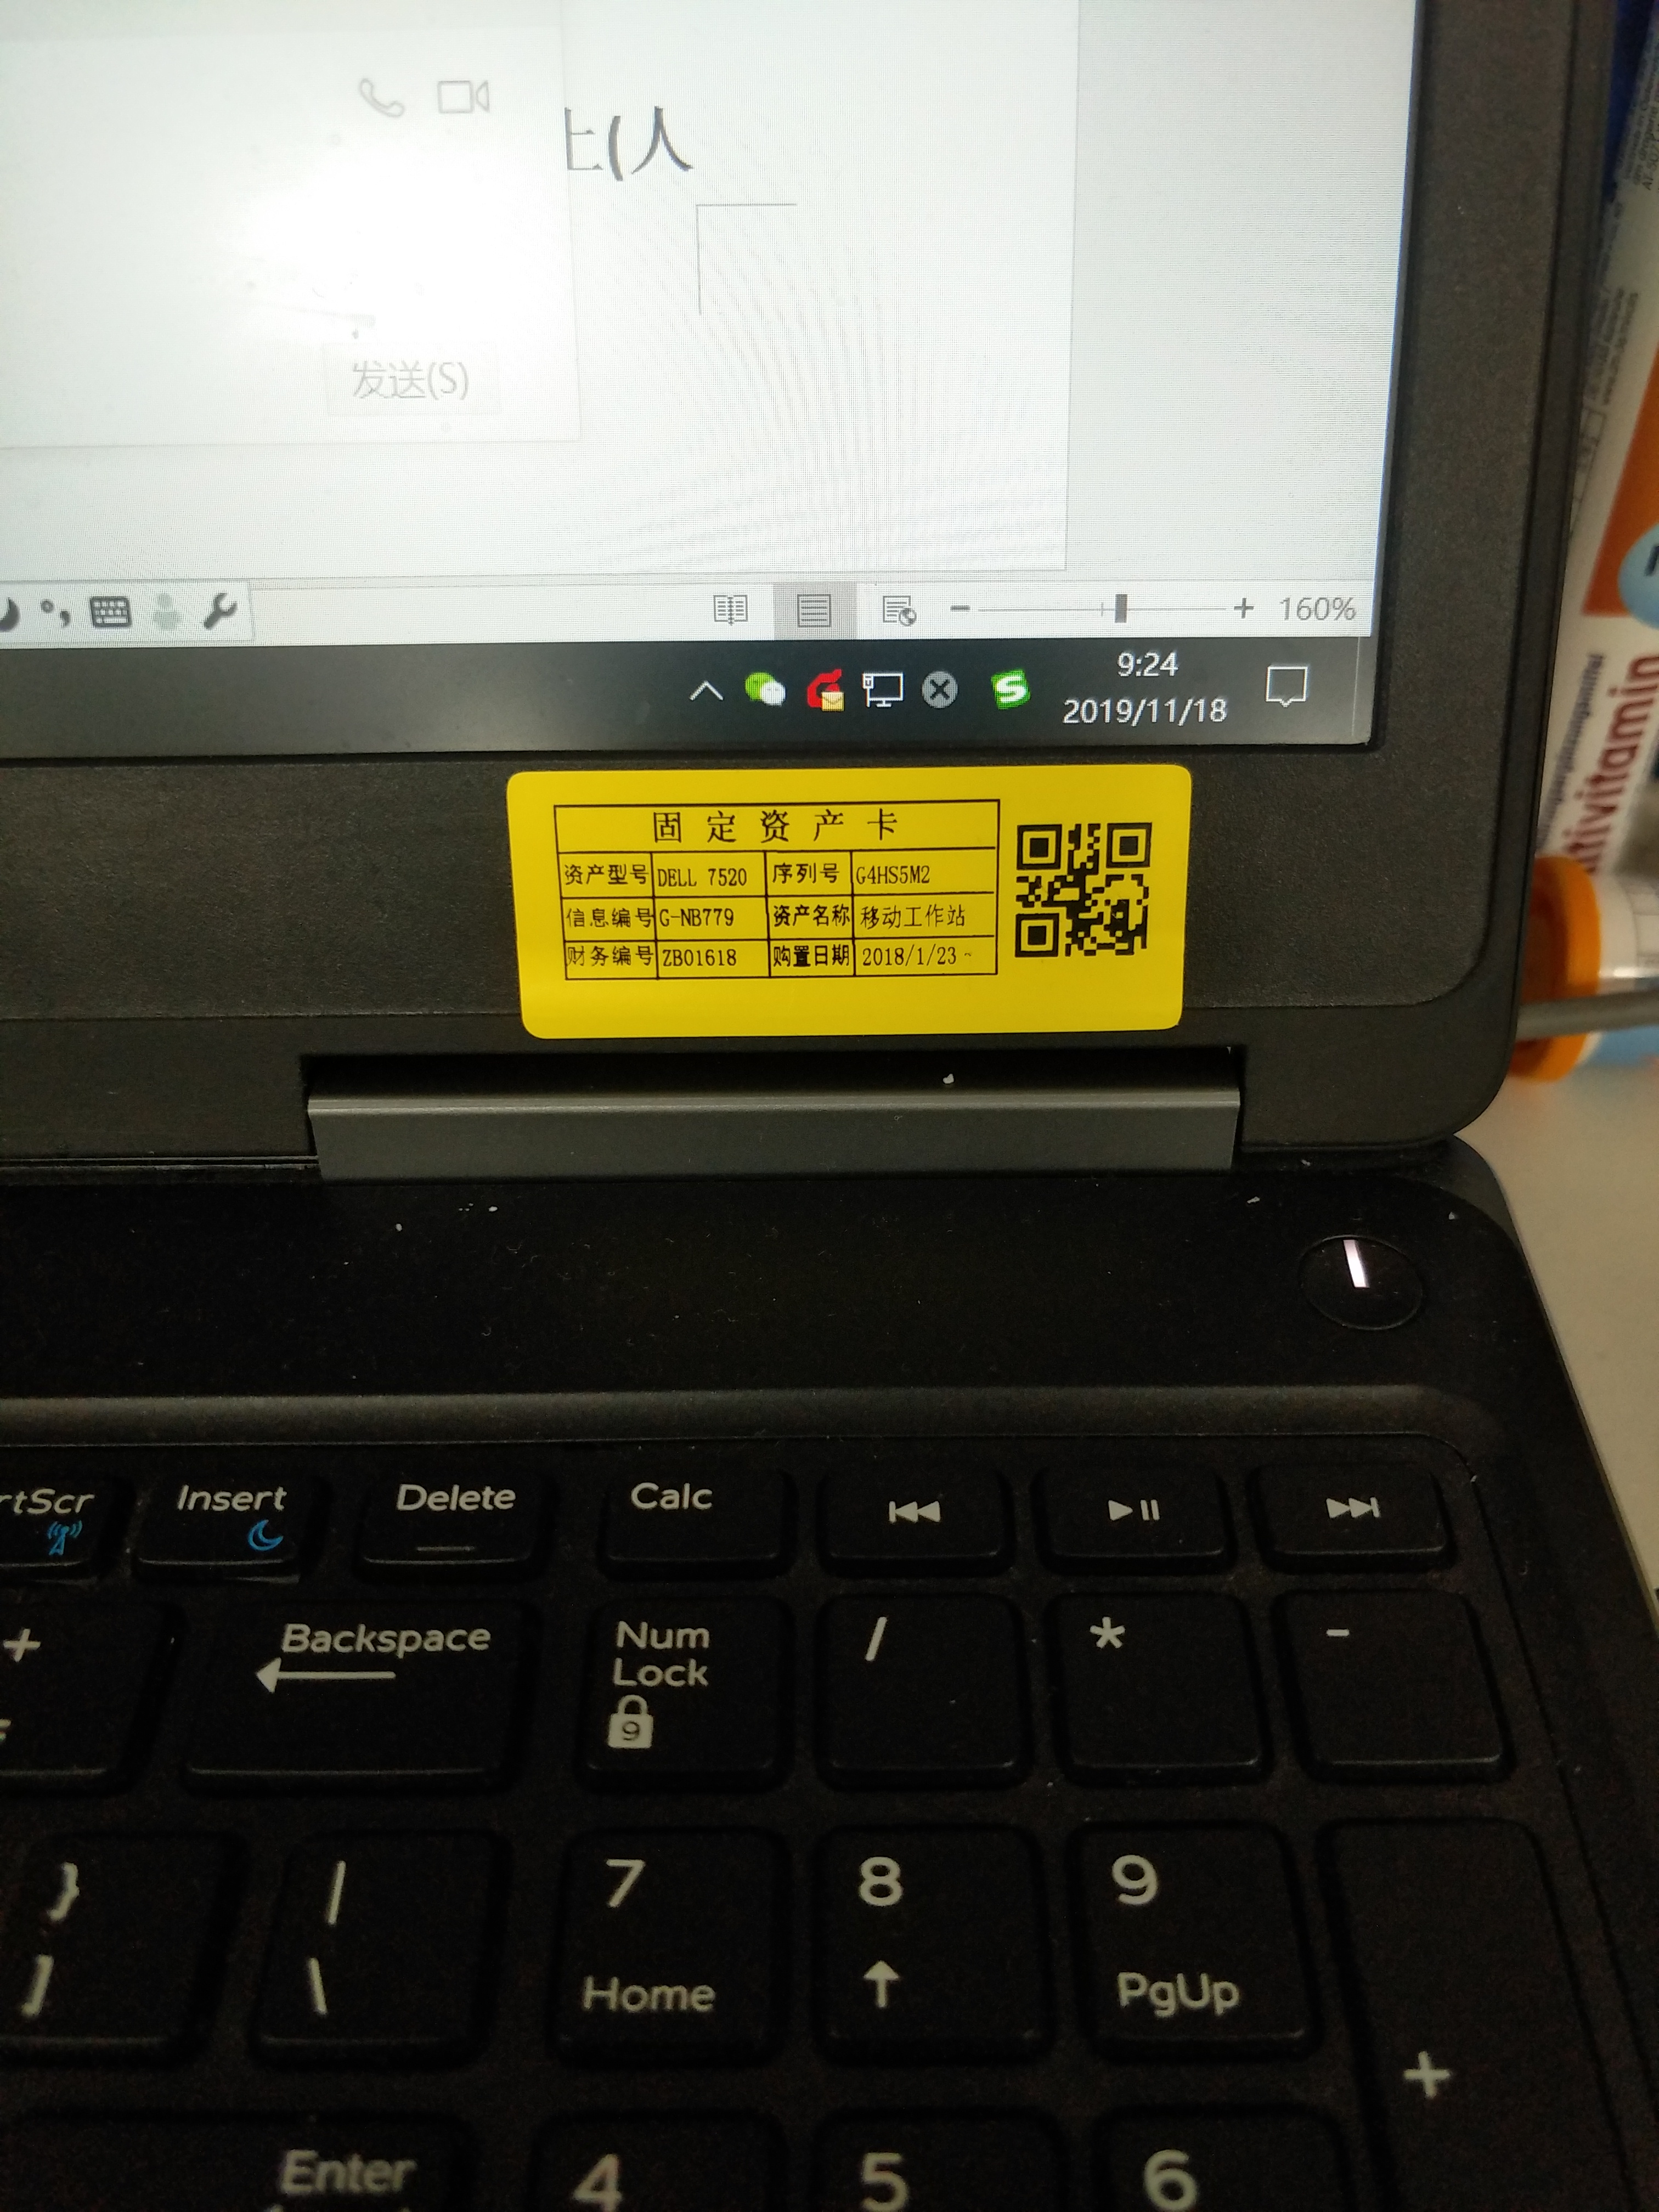 上(人
发送(S)
160%
9:24
2019/11/18
固定资产卡
资产型号 DELL 7520 序列号 G4HS5M2
信息编号 G-NB779 资产名称 移动工作站
财务编号 ZB01618 购置日期 2018/1/23
tivitamin
rtScr Insert Delete Calc
+ Backspace Num Lock 9 / * -
} | 7 8 9
] \ Home PgUp +
Enter 4 5 6